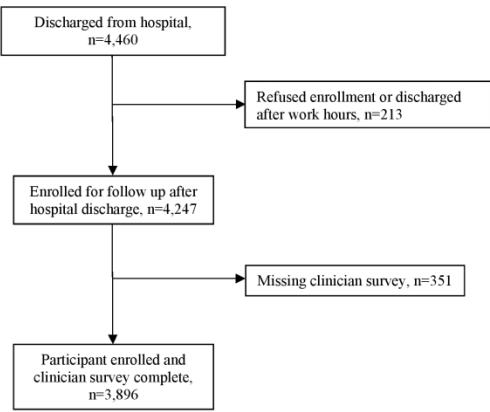 Discharged from hospital,
n=4,460
Refused enrollment or discharged
after work hours, n=213
Enrolled for follow up after
hospital discharge, n=4,247
Missing clinician survey, n=351
Participant enrolled and
clinician survey complete,
n=3,896